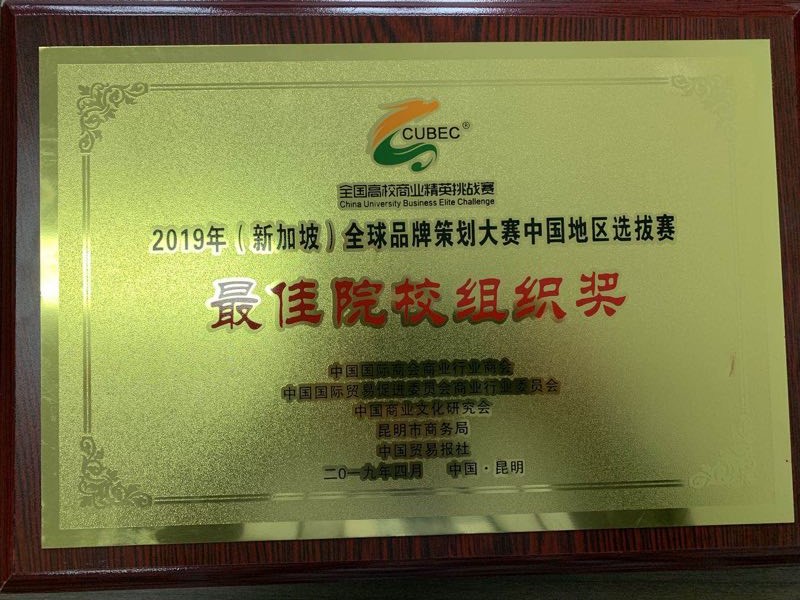 CUBEC®
全国高校商业精英挑战赛
China University Business Elite Challenge
2019年（新加坡）全球品牌策划大赛中国地区选拔赛
最佳院校组织奖
中国国际商会商业行业商会
中国国际贸易促进委员会商业行业委员会
中国商业文化研究会
昆明市商务局
中国贸易报社
二〇一九年四月 中国·昆明